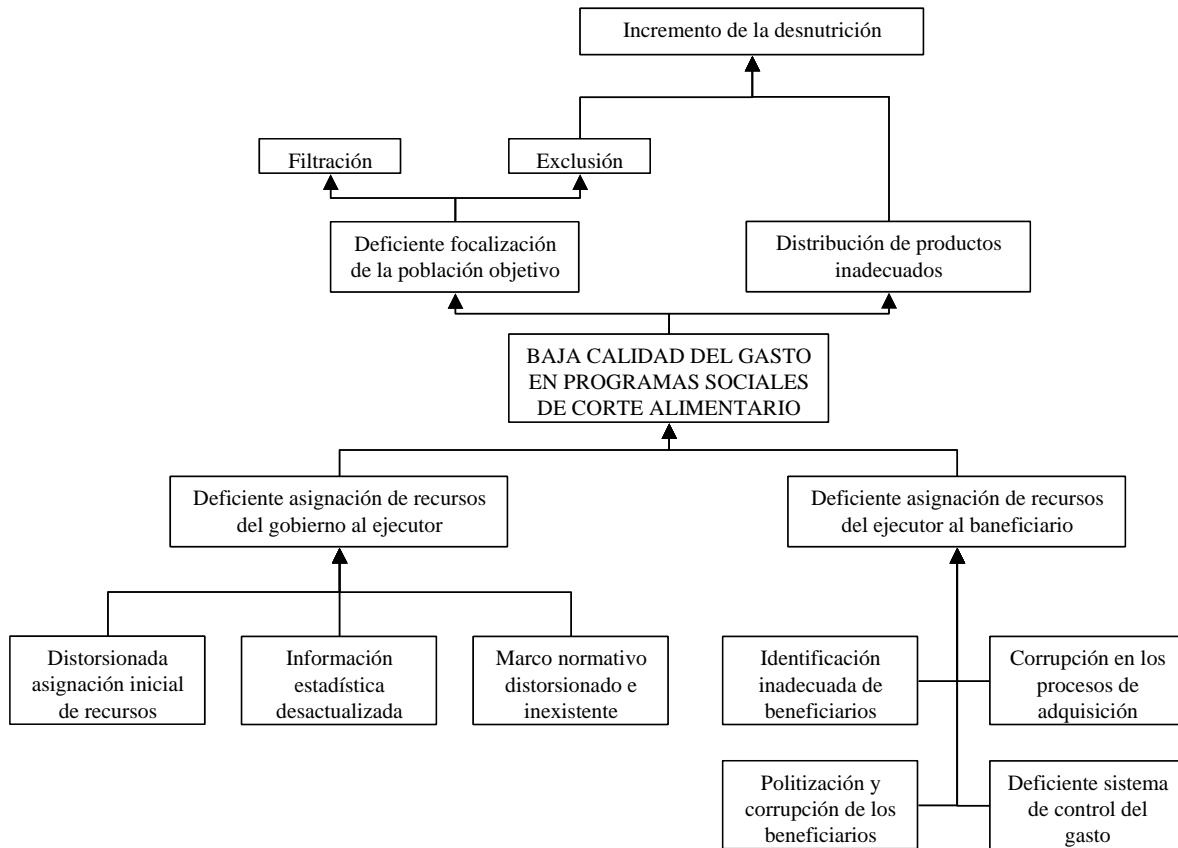 Incremento de la desnutrición
Filtración
Exclusión
Deficiente focalización
de la población objetivo
Distribución de productos
inadecuados
BAJA CALIDAD DEL GASTO
EN PROGRAMAS SOCIALES
DE CORTE ALIMENTARIO
Deficiente asignación de recursos
del gobierno al ejecutor
Deficiente asignación de recursos
del ejecutor al baneficiario
Distorsionada
asignación inicial
de recursos
Información
estadística
desactualizada
Marco normativo
distorsionado e
inexistente
Identificación
inadecuada de
beneficiarios
Corrupción en los
procesos de
adquisición
Politización y
corrupción de los
beneficiarios
Deficiente sistema
de control del
gasto